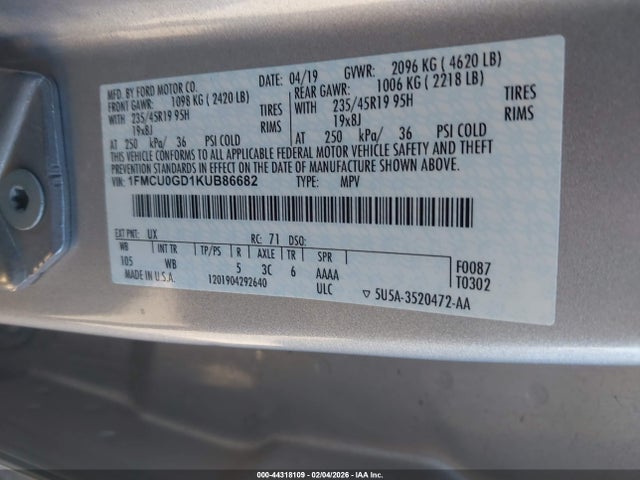 MFD. BY FORD MOTOR CO.
DATE: 04/19 GVWR: 2096 KG ( 4620 LB)
FRONT GAWR: 1098 KG ( 2420 LB) REAR GAWR: 1006 KG ( 2218 LB)
WITH 235/45R19 95H TIRES WITH 235/45R19 95H TIRES
19x8J RIMS 19x8J RIMS
AT 250 kPa/ 36 PSI COLD AT 250 kPa/ 36 PSI COLD
THIS VEHICLE CONFORMS TO ALL APPLICABLE FEDERAL MOTOR VEHICLE SAFETY AND THEFT
PREVENTION STANDARDS IN EFFECT ON THE DATE OF MANUFACTURE SHOWN ABOVE.
VIN: 1FMCU0GD1KUB86682 TYPE: MPV
EXT PNT: UX RC: 71 DSO:
WB INT TR TP/PS R AXLE TR SPR
105 WB 5 3C 6 AAAA F0087
MADE IN U.S.A. 1201904292640 ULC T0302
▽ 5U5A-3520472-AA
000-44318109 - 02/04/2026 - IAA Inc.